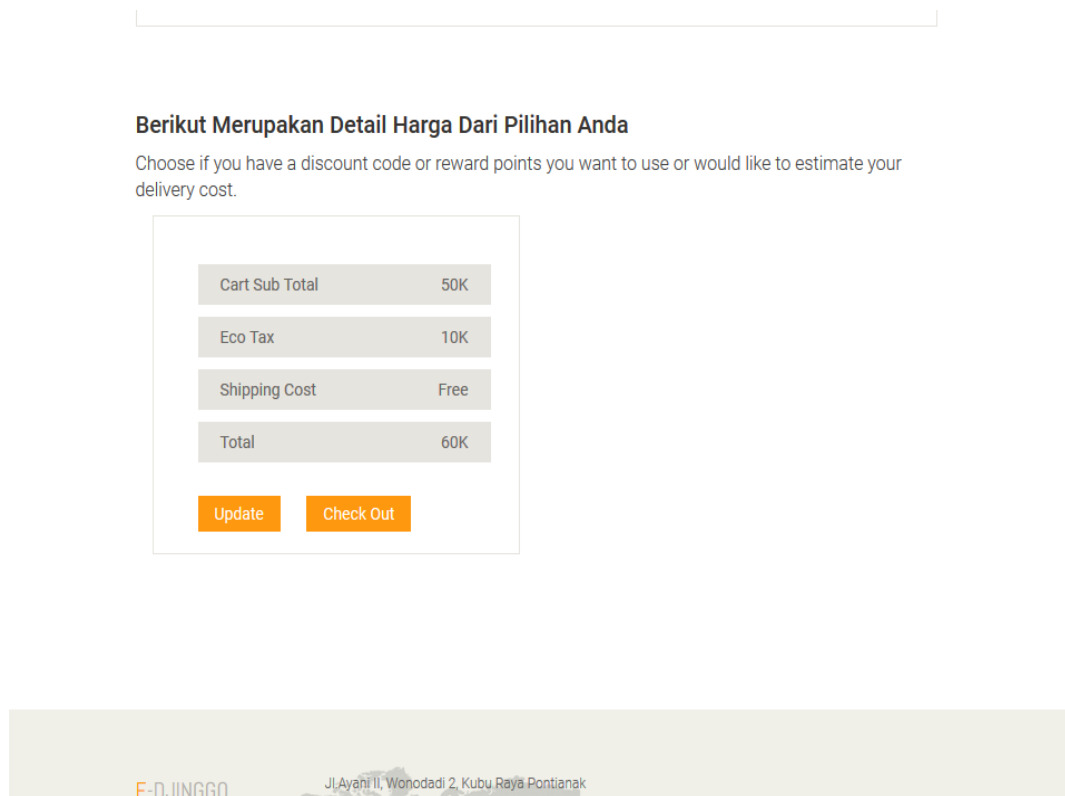 Berikut Merupakan Detail Harga Dari Pilihan Anda
Choose if you have a discount code or reward points you want to use or would like to estimate your
delivery cost.
Cart Sub Total 50K
Eco Tax 10K
Shipping Cost Free
Total 60K
Update Check Out
E-DJINGGO
Jl,Ayani II, Wonodadi 2, Kubu Raya Pontianak